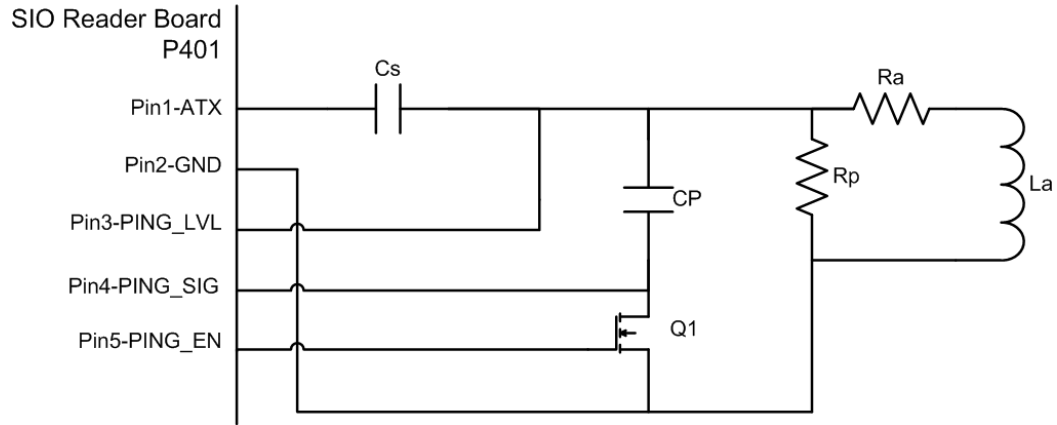 SIO Reader Board
P401
Cs
Ra
Pin1-ATX
Pin2-GND
Rp
La
CP
Pin3-PING_LVL
Pin4-PING_SIG
Q1
Pin5-PING_EN